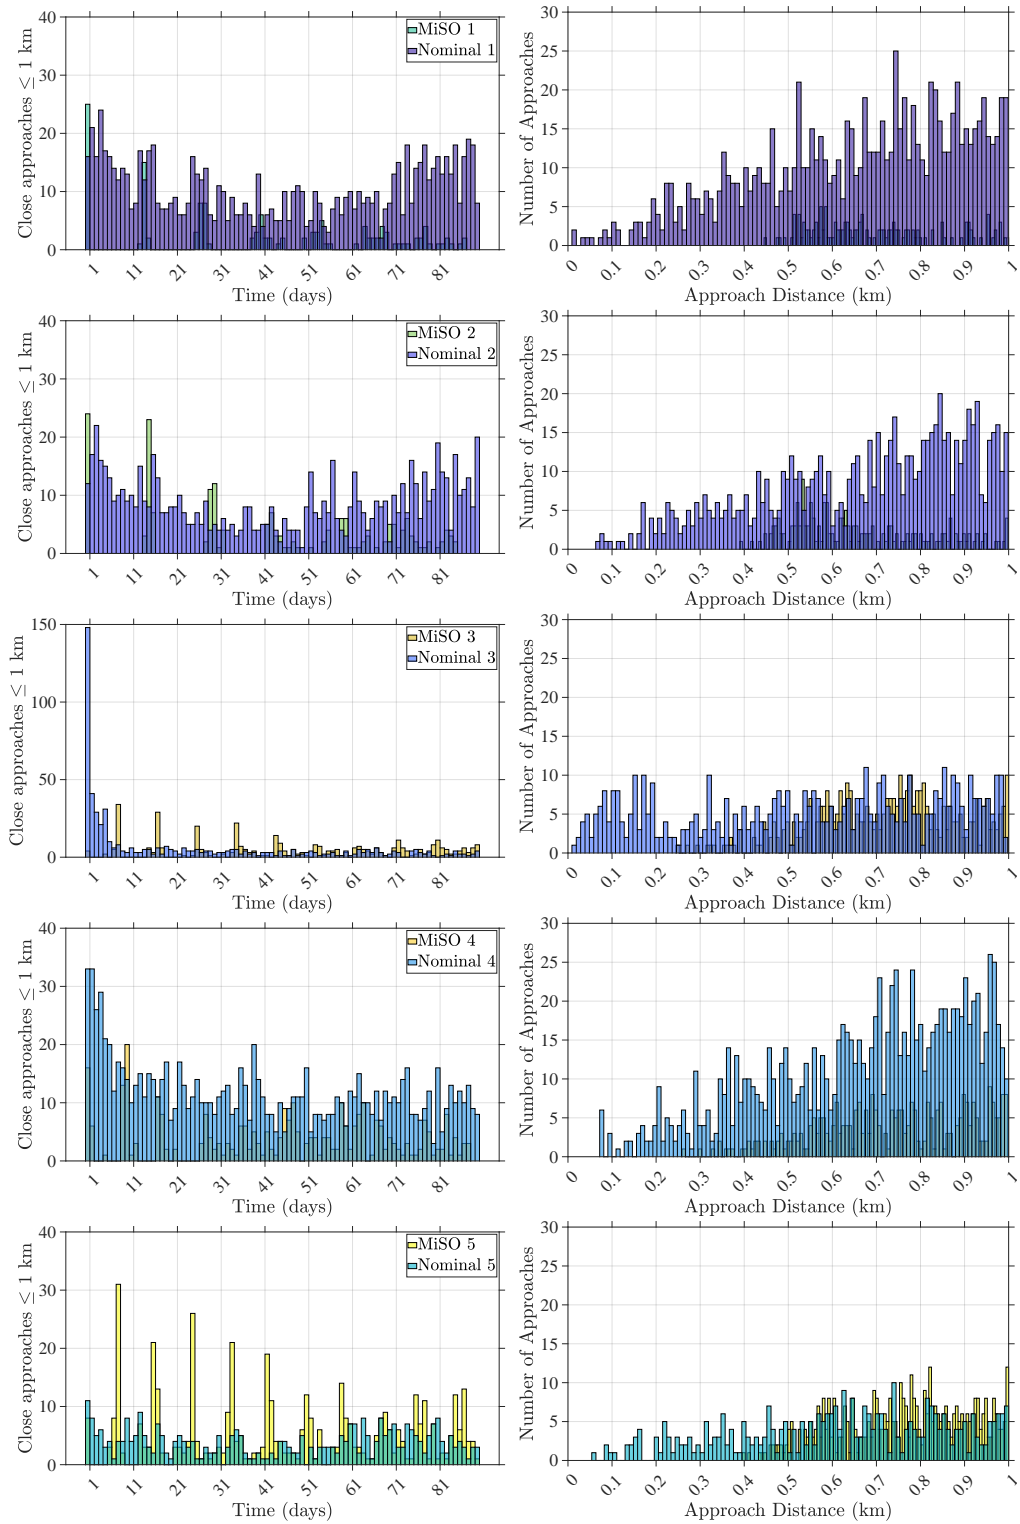 Close approaches ≤ 1 km
40
30
20
10
0
MiSO 1
Nominal 1
1 11 21 31 41 51 61 71 81
Time (days)
Number of Approaches
30
25
20
15
10
5
0
0 0.1 0.2 0.3 0.4 0.5 0.6 0.7 0.8 0.9 1
Approach Distance (km)
Close approaches ≤ 1 km
40
30
20
10
0
MiSO 2
Nominal 2
1 11 21 31 41 51 61 71 81
Time (days)
Number of Approaches
30
25
20
15
10
5
0
0 0.1 0.2 0.3 0.4 0.5 0.6 0.7 0.8 0.9 1
Approach Distance (km)
Close approaches ≤ 1 km
150
100
50
0
MiSO 3
Nominal 3
1 11 21 31 41 51 61 71 81
Time (days)
Number of Approaches
30
25
20
15
10
5
0
0 0.1 0.2 0.3 0.4 0.5 0.6 0.7 0.8 0.9 1
Approach Distance (km)
Close approaches ≤ 1 km
40
30
20
10
0
MiSO 4
Nominal 4
1 11 21 31 41 51 61 71 81
Time (days)
Number of Approaches
30
25
20
15
10
5
0
0 0.1 0.2 0.3 0.4 0.5 0.6 0.7 0.8 0.9 1
Approach Distance (km)
Close approaches ≤ 1 km
40
30
20
10
0
MiSO 5
Nominal 5
1 11 21 31 41 51 61 71 81
Time (days)
Number of Approaches
30
25
20
15
10
5
0
0 0.1 0.2 0.3 0.4 0.5 0.6 0.7 0.8 0.9 1
Approach Distance (km)